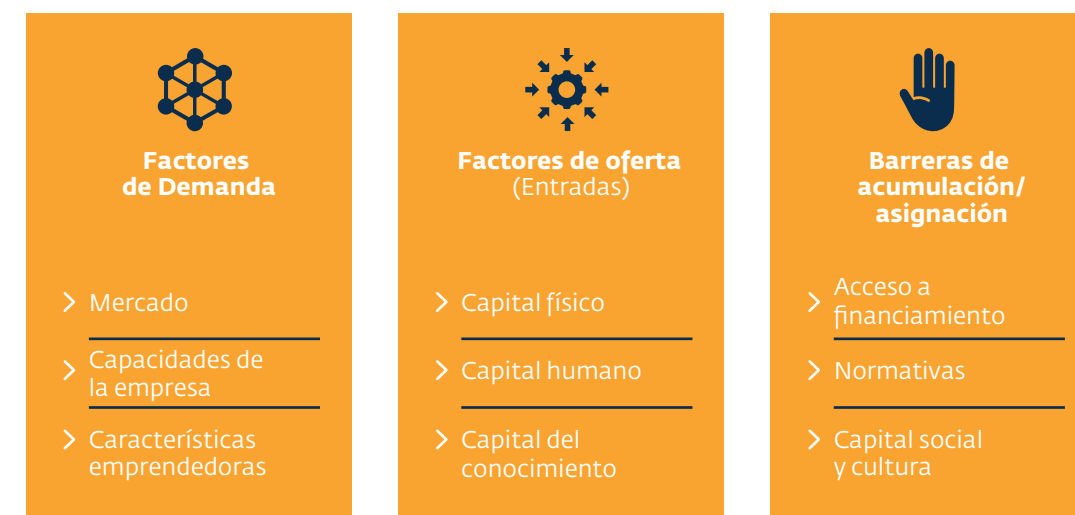 Factores
de Demanda
Mercado
Capacidades de
la empresa
Características
emprendedoras
Factores de oferta
(Entradas)
Capital físico
Capital humano
Capital del
conocimiento
Barreras de
acumulación/
asignación
Acceso a
financiamiento
Normativas
Capital social
y cultura